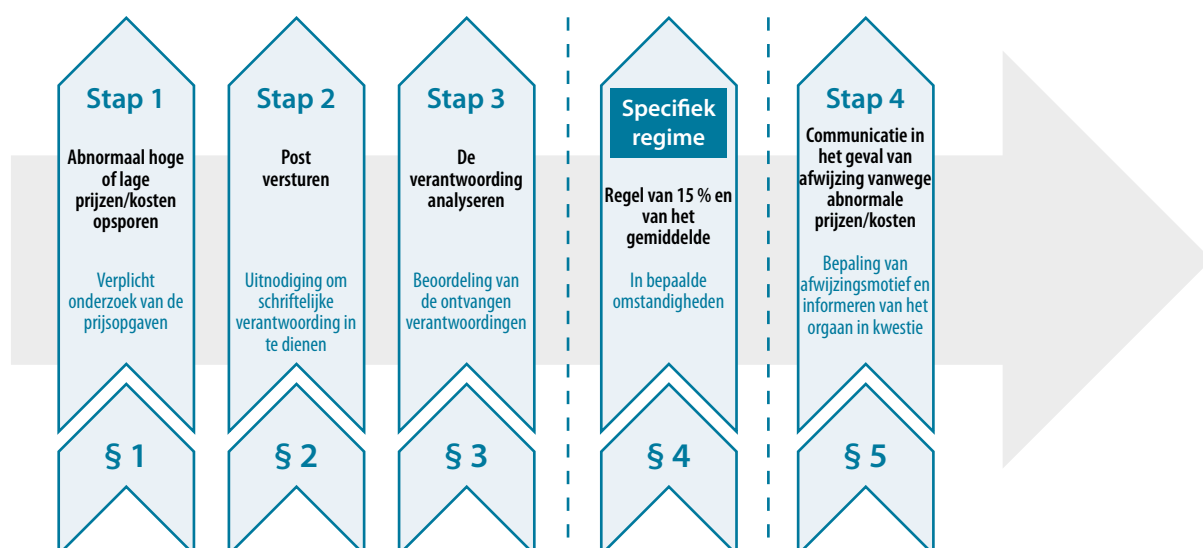 Stap 1
Abnormaal hoge
of lage
prijzen/kosten
opsporen
Verplicht
onderzoek van de
prijsopgaven
§ 1
Stap 2
Post
versturen
Uitnodiging om
schriftelijke
verantwoording in
te dienen
§ 2
Stap 3
De
verantwoording
analyseren
Beoordeling van
de ontvangen
verantwoordingen
§ 3
Specifiek
regime
Regel van 15 % en
van het
gemiddelde
In bepaalde
omstandigheden
§ 4
Stap 4
Communicatie in
het geval van
afwijzing vanwege
abnormale
prijzen/kosten
Bepaling van
afwijzingsmotief en
informeren van het
orgaan in kwestie
§ 5